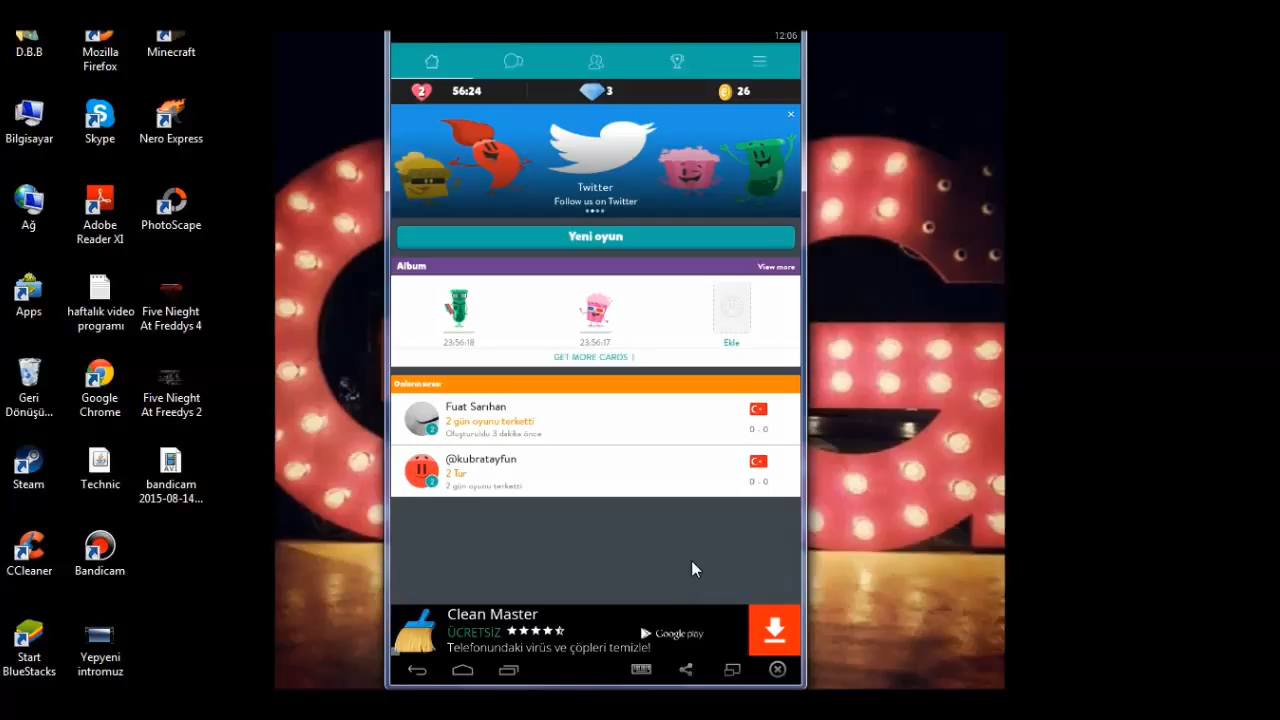 D.B.B
Mozilla
Firefox
Minecraft
Bilgisayar
Skype
Nero Express
Ağ
Adobe
Reader XI
PhotoScape
Apps
haftalık video
programı
Five Nieght
At Freddys 4
Geri
Dönüşü...
Google
Chrome
Five Nieght
At Freedys 2
Steam
Technic
AVI
bandicam
2015-08-14...
CCleaner
Bandicam
Start
BlueStacks
Yepyeni
intromuz
12:06
2
56:24
3
26
Twitter
Follow us on Twitter
Yeni oyun
Album
View more
23:56:18
23:56:17
Ekle
GET MORE CARDS
Onların sırası
Fuat Sarıhan
2 gün oyunu terketti
Oluşturuldu 3 dakika önce
0 - 0
2
@kubratayfun
2 Tur
2 gün oyunu terketti
0 - 0
2
Clean Master
ÜCRETSİZ
Google play
Telefonundaki virüs ve çöpleri temizle!